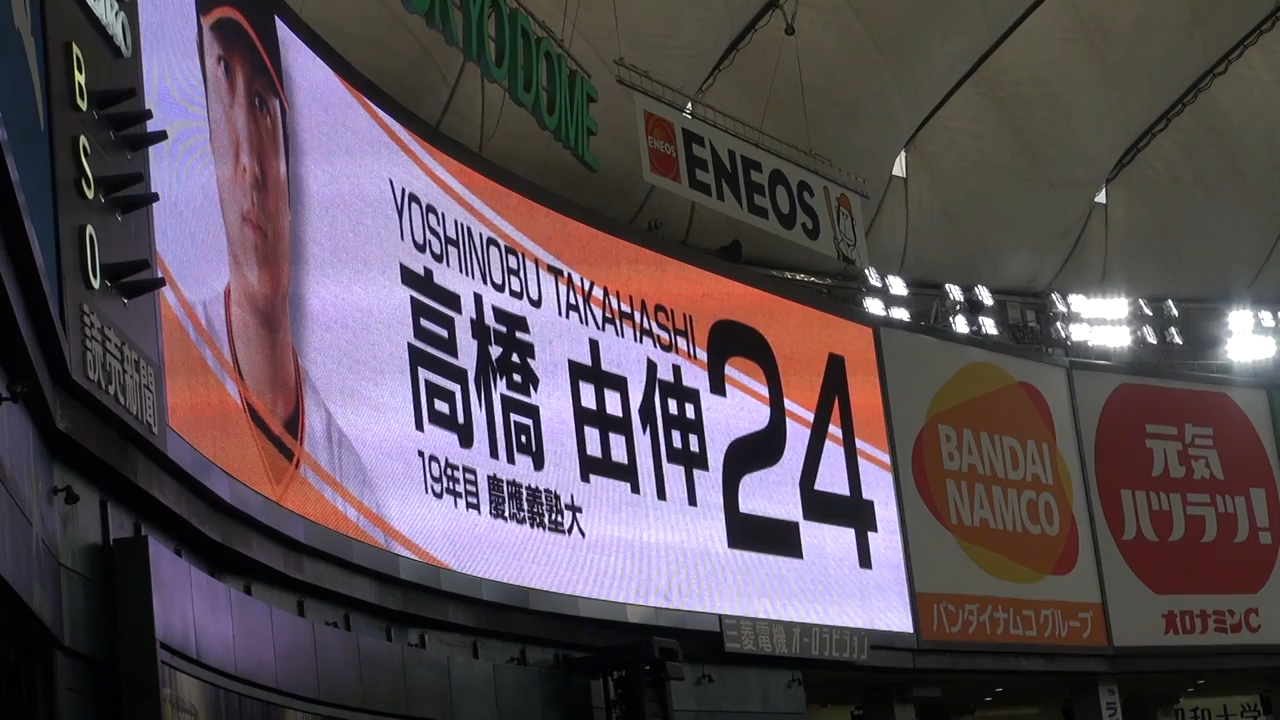 B
S
O
読売新聞
YODOME
ENEOS
ENEOS
YOSHINOBU TAKAHASHI
高橋 由伸 24
19年目 慶應義塾大
BANDAI
NAMCO
バンダイナムコ グループ
元気
ハツラツ!
オロナミンC
三菱電機 オーロラビジョン